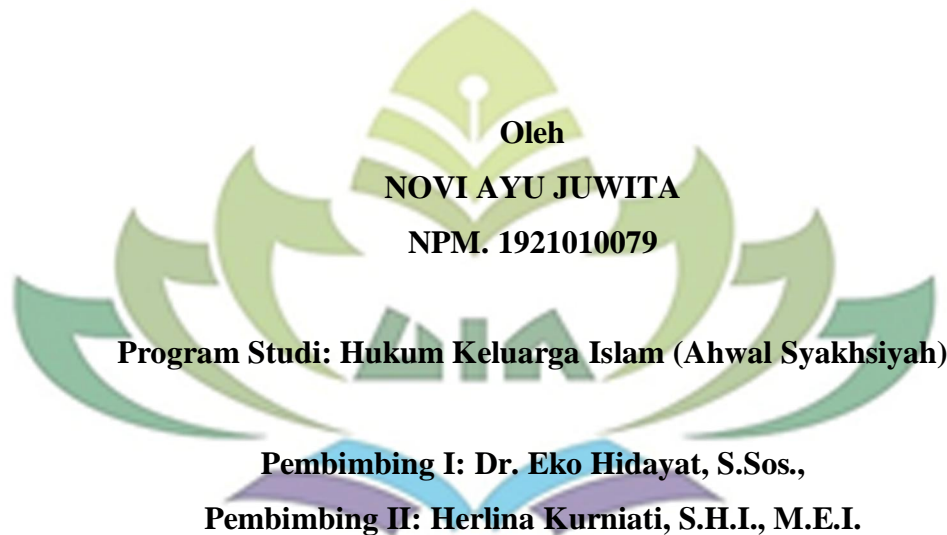 Oleh
NOVI AYU JUWITA
NPM. 1921010079
UIN
Program Studi: Hukum Keluarga Islam (Ahwal Syakhsiyah)
Pembimbing I: Dr. Eko Hidayat, S.Sos.,
Pembimbing II: Herlina Kurniati, S.H.I., M.E.I.